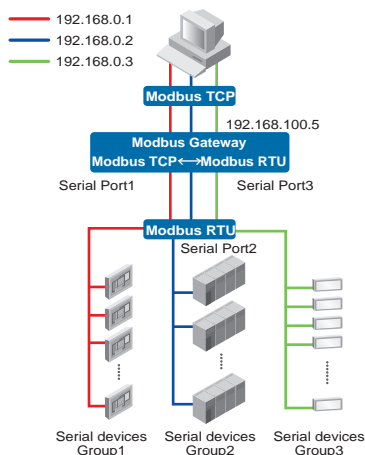 192.168.0.1
192.168.0.2
192.168.0.3
Modbus TCP
192.168.100.5
Modbus Gateway
Modbus TCP ↔ Modbus RTU
Serial Port1
Serial Port3
Modbus RTU
Serial Port2
Serial devices
Group1
Serial devices
Group2
Serial devices
Group3